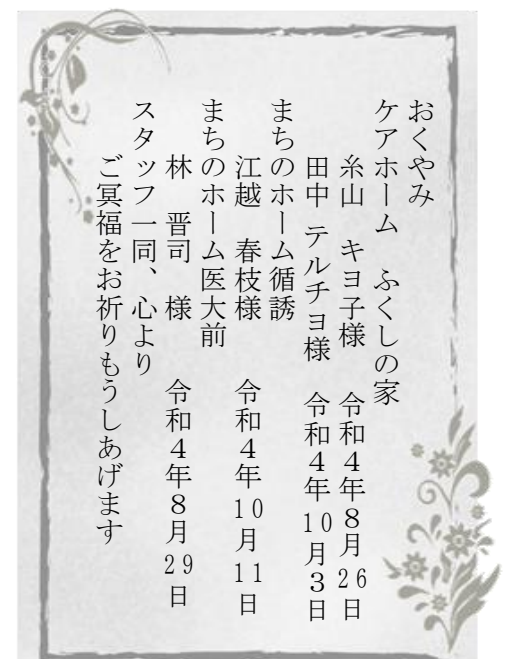 おくやみ
ケアホーム　ふくしの家
糸山　キヨ子様　令和４年８月２６日
田中　テルチヨ様　令和４年１０月３日
まちのホーム循誘
江越　春枝様　令和４年１０月１１日
まちのホーム医大前
林　晋司　様　令和４年８月２９日
スタッフ一同、心より
ご冥福をお祈りもうしあげます